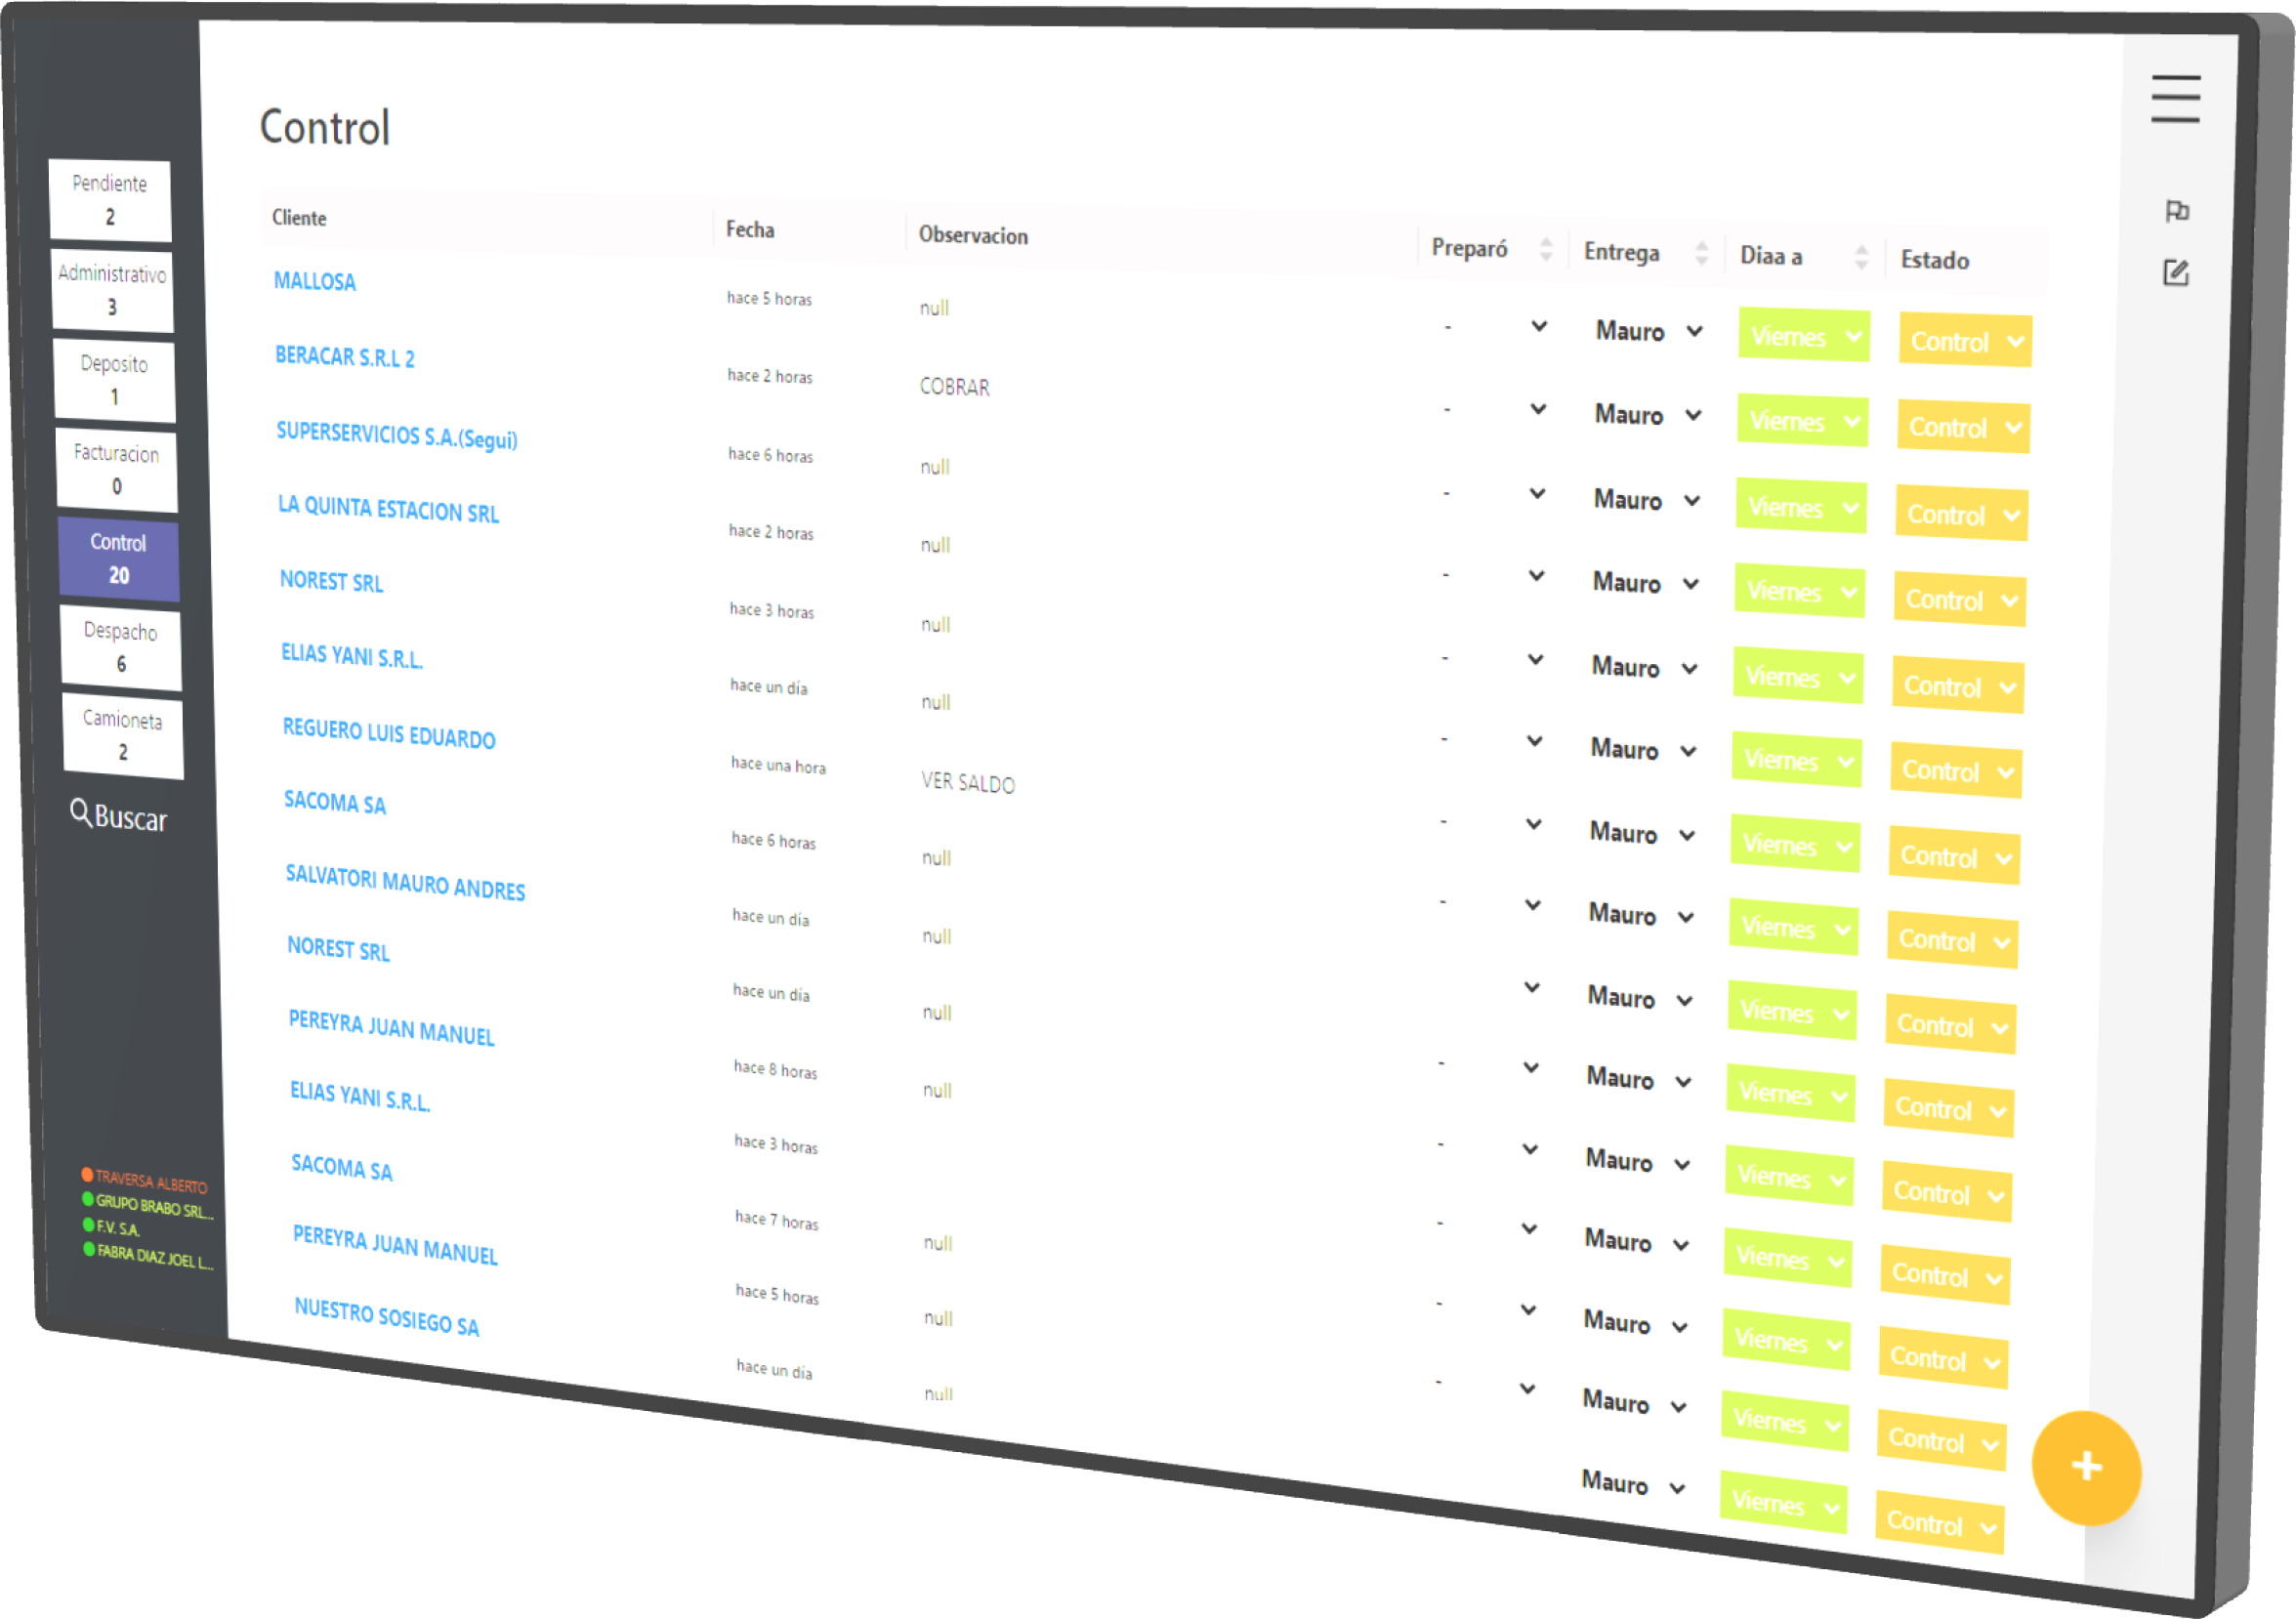 Pendiente
2
Administrativo
3
Deposito
1
Facturacion
0
Control
20
Despacho
6
Camioneta
2
Buscar
TRAVERSA ALBERTO
GRUPO BRABO SRL...
F.V. S.A.
FABRA DIAZ JOEL L...
Control
Cliente Fecha Observacion Preparó Entrega Diaa a Estado
MALLOSA hace 5 horas null - Mauro Viernes Control
BERACAR S.R.L 2 hace 2 horas COBRAR - Mauro Viernes Control
SUPERSERVICIOS S.A.(Segui) hace 6 horas null - Mauro Viernes Control
LA QUINTA ESTACION SRL hace 2 horas null - Mauro Viernes Control
NOREST SRL hace 3 horas null - Mauro Viernes Control
ELIAS YANI S.R.L. hace un día null - Mauro Viernes Control
REGUERO LUIS EDUARDO hace una hora VER SALDO - Mauro Viernes Control
SACOMA SA hace 6 horas null - Mauro Viernes Control
SALVATORI MAURO ANDRES hace un día null Mauro Viernes Control
NOREST SRL hace un día null - Mauro Viernes Control
PEREYRA JUAN MANUEL hace 8 horas null - Mauro Viernes Control
ELIAS YANI S.R.L. hace 3 horas - Mauro Viernes Control
SACOMA SA hace 7 horas null - Mauro Viernes Control
PEREYRA JUAN MANUEL hace 5 horas null - Mauro Viernes Control
NUESTRO SOSIEGO SA hace un día null Mauro Viernes Control
+